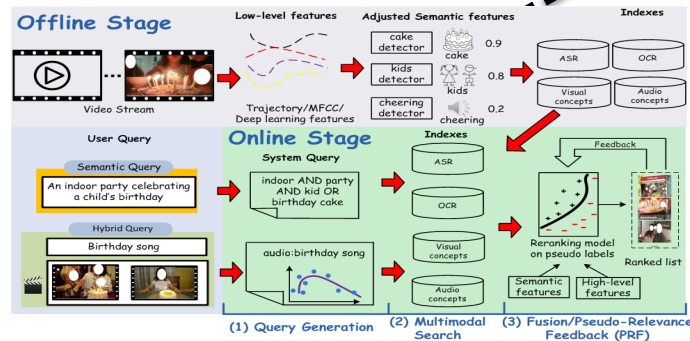 Offline Stage
Low-level features
Adjusted Semantic features
Indexes
Video Stream
Trajectory/MFCC/
Deep learning features
cake
detector
cake
0.9
kids
detector
kids
0.8
cheering
detector
cheering
0.2
ASR
OCR
Visual
concepts
Audio
concepts
User Query
Semantic Query
An indoor party celebrating
a child's birthday
Hybrid Query
Birthday song
Online Stage
System Query
indoor AND party
AND kid OR
birthday cake
audio:birthday song
Indexes
ASR
OCR
Visual
concepts
Audio
concepts
Feedback
Reranking model
on pseudo labels
Ranked list
Semantic
features
High-level
features
(1) Query Generation
(2) Multimodal
Search
(3) Fusion/Pseudo-Relevance
Feedback (PRF)